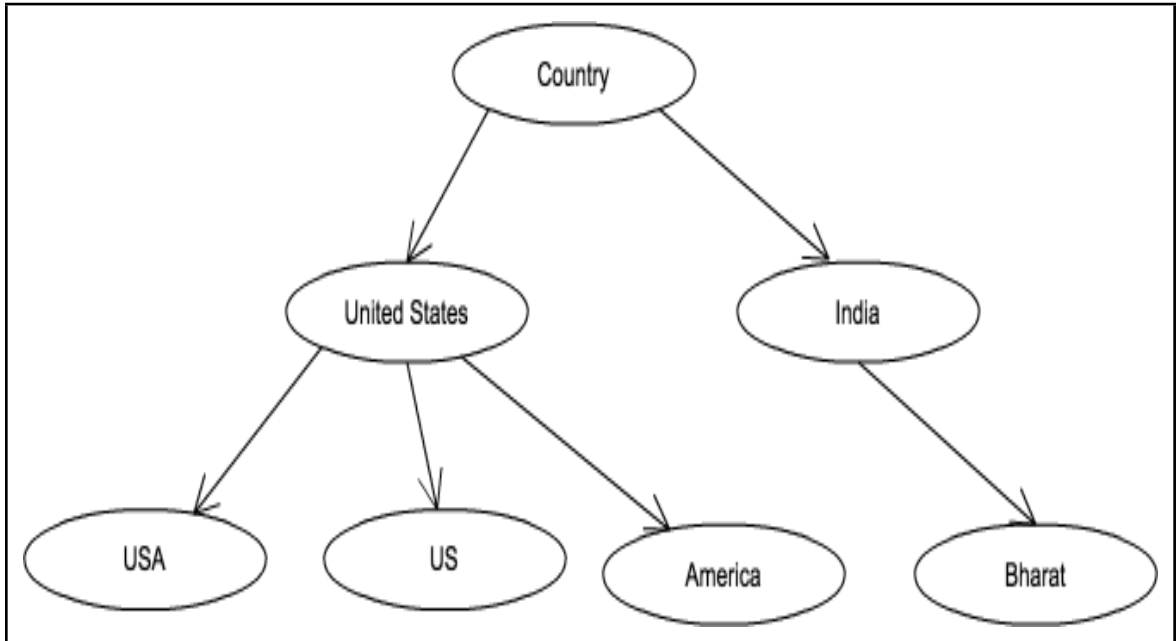 Country
United States
India
USA
US
America
Bharat